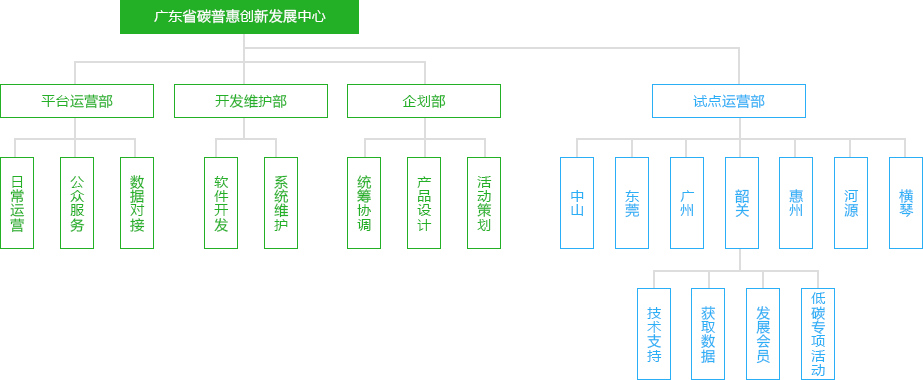 广东省碳普惠创新发展中心
平台运营部
开发维护部
企划部
试点运营部
日常运营
公众服务
数据对接
软件开发
系统维护
统筹协调
产品设计
活动策划
中山
东莞
广州
韶关
惠州
河源
横琴
技术支持
获取数据
发展会员
低碳专项活动